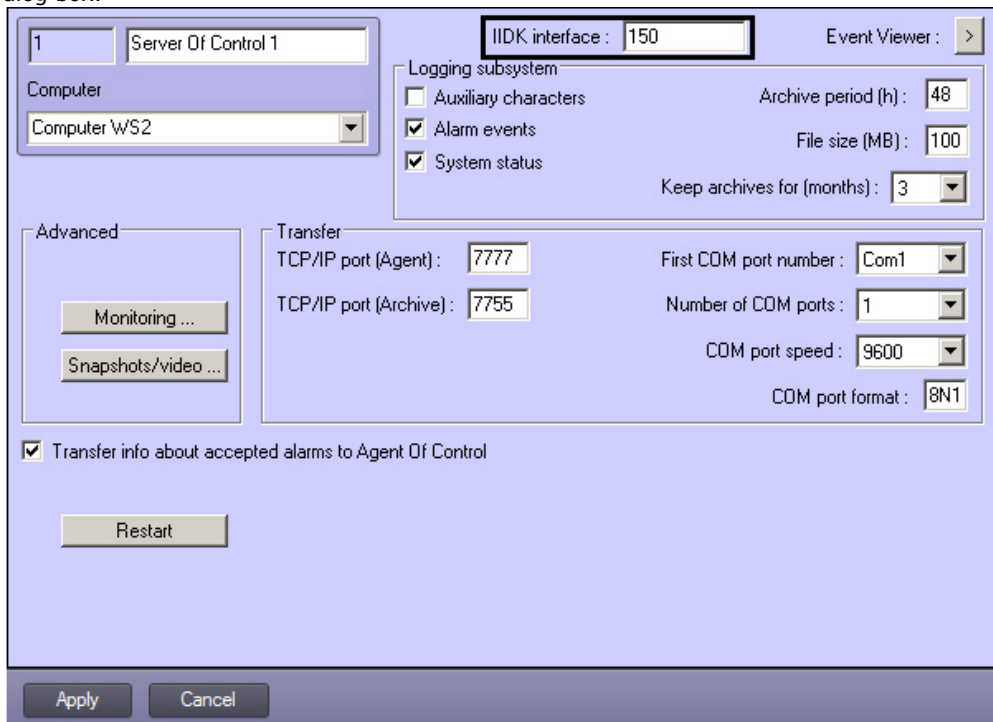 1
Server Of Control 1
Computer
Computer WS2
IIDK interface : 150
Event Viewer : >
Logging subsystem
Auxiliary characters
Alarm events
System status
Archive period (h) : 48
File size (MB) : 100
Keep archives for (months) : 3
Advanced
Monitoring ...
Snapshots/video ...
Transfer
TCP/IP port (Agent) : 7777
TCP/IP port (Archive) : 7755
First COM port number : Com1
Number of COM ports : 1
COM port speed : 9600
COM port format : 8N1
Transfer info about accepted alarms to Agent Of Control
Restart
Apply Cancel